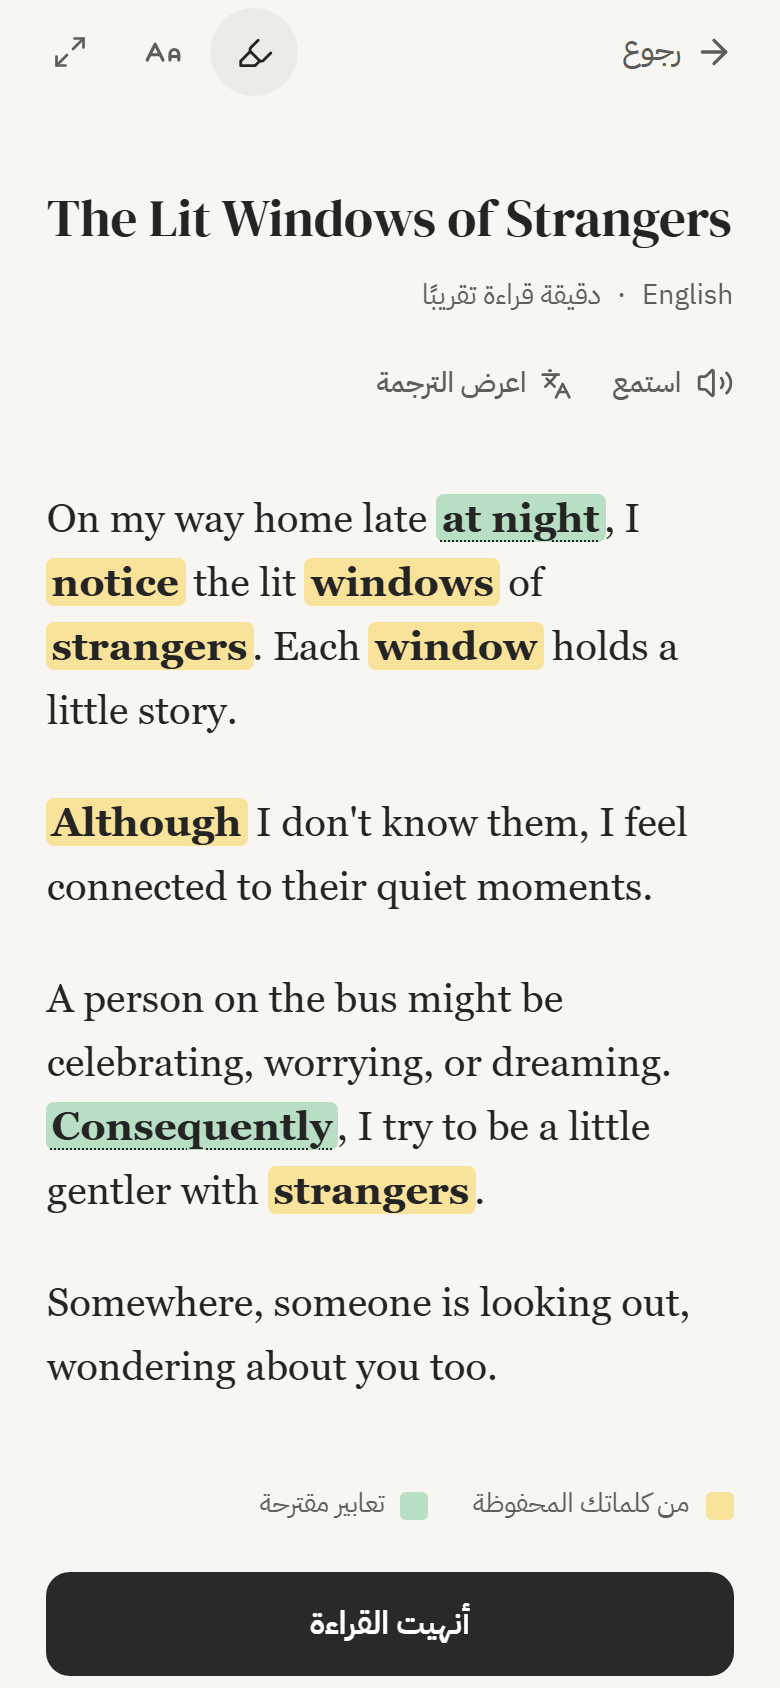 رجوع
AA
The Lit Windows of Strangers
English · دقيقة قراءة تقريبًا
استمع
اعرض الترجمة
On my way home late at night, I
notice the lit windows of
strangers. Each window holds a
little story.
Although I don't know them, I feel
connected to their quiet moments.
A person on the bus might be
celebrating, worrying, or dreaming.
Consequently, I try to be a little
gentler with strangers.
Somewhere, someone is looking out,
wondering about you too.
من كلماتك المحفوظة
تعابير مقترحة
أنهيت القراءة